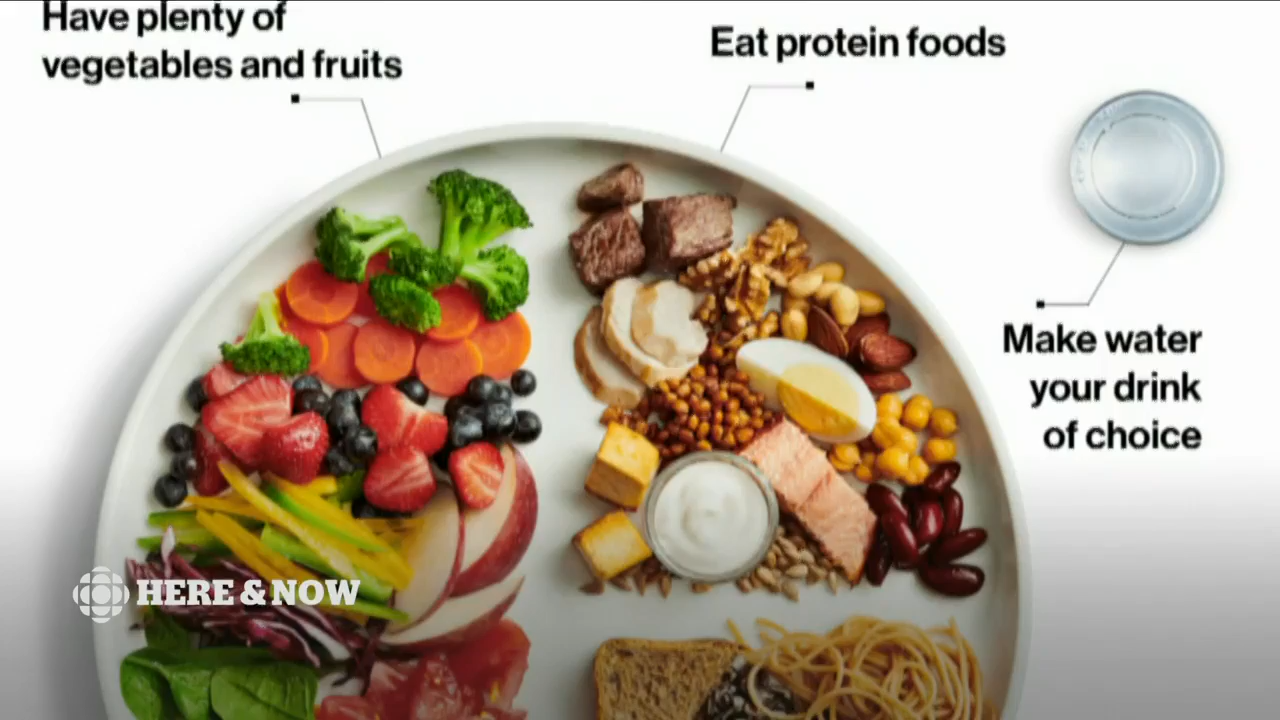 Have plenty of
vegetables and fruits
Eat protein foods
Make water
your drink
of choice
HERE & NOW